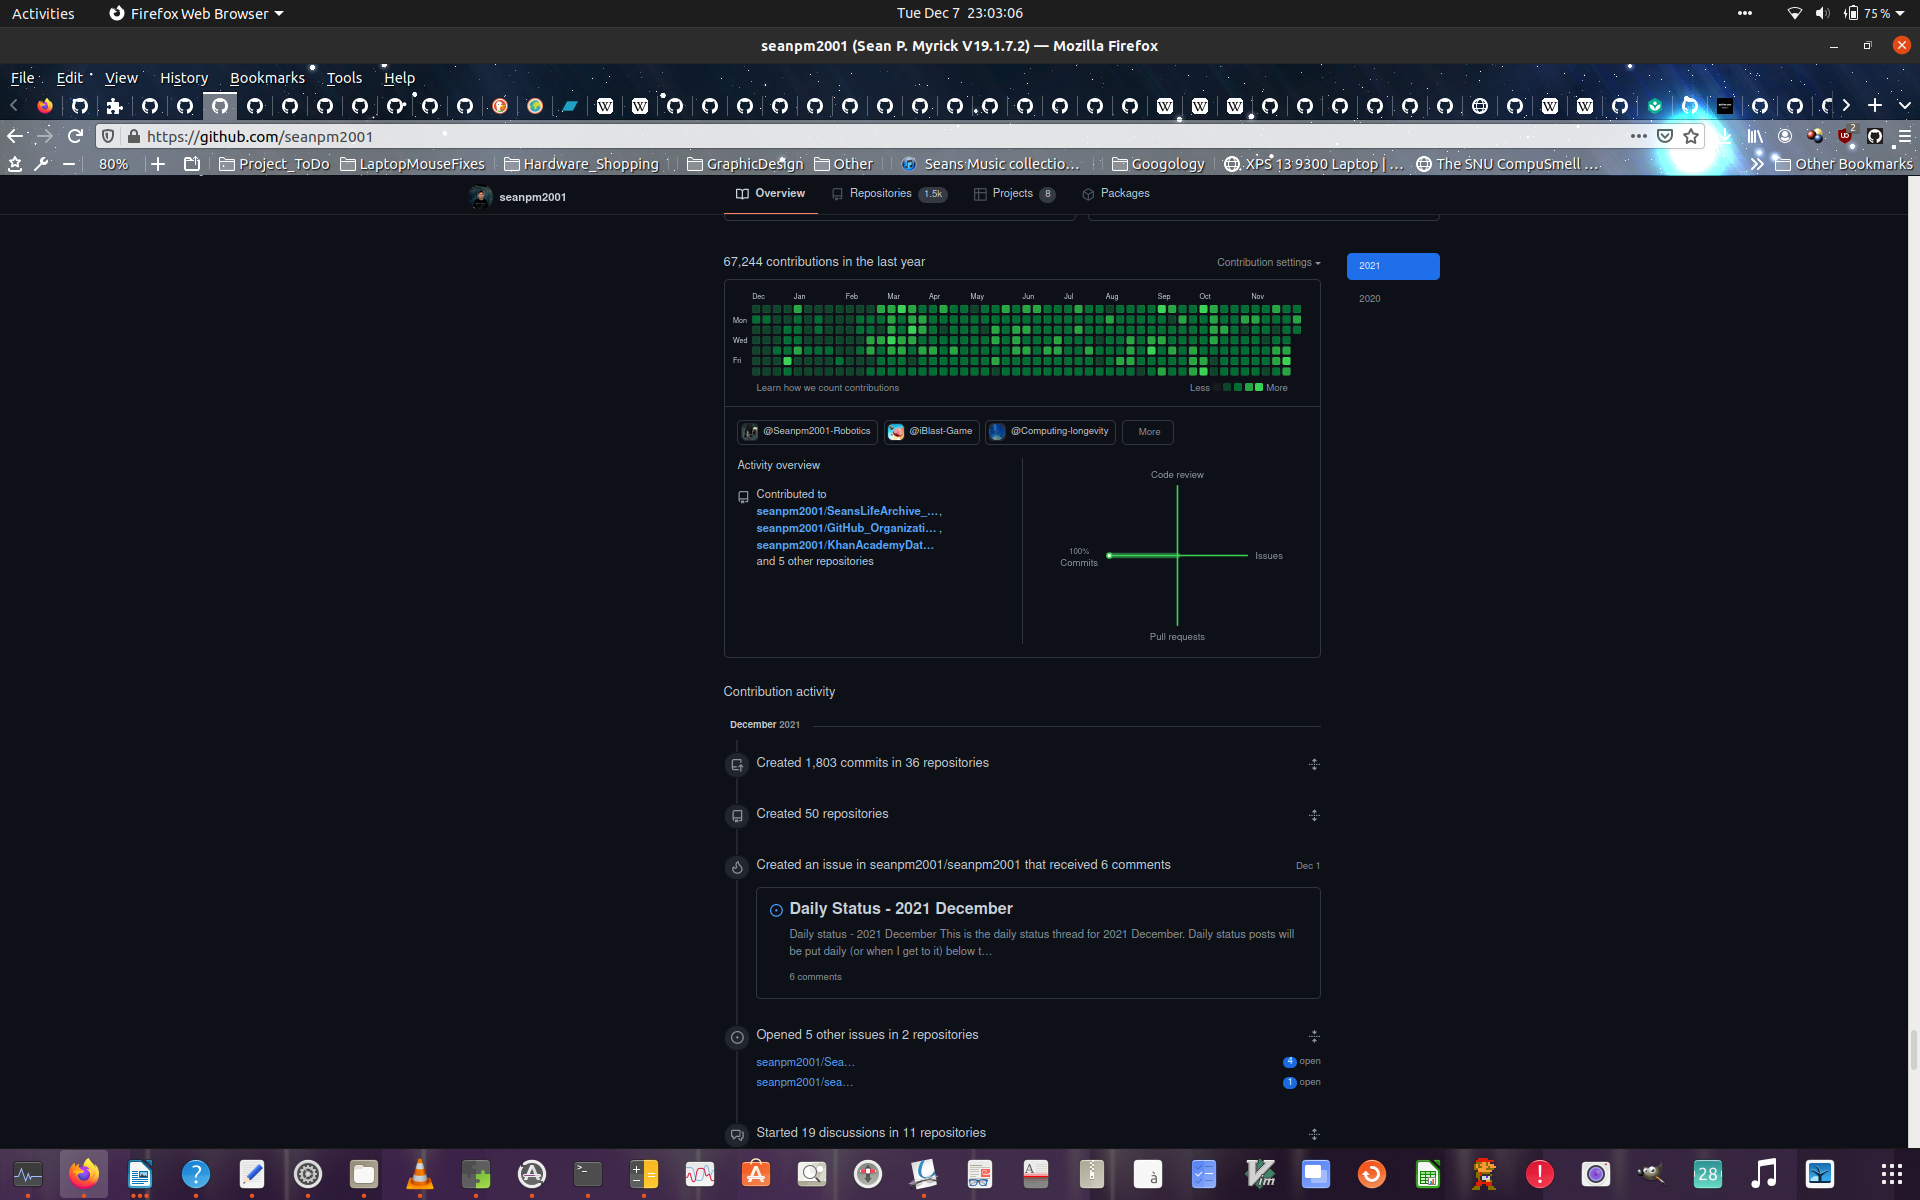 Activities
Firefox Web Browser
Tue Dec 7 23:03:06
75 %
seanpm2001 (Sean P. Myrick V19.1.7.2) — Mozilla Firefox
File Edit View History Bookmarks Tools Help
https://github.com/seanpm2001
2
80%
Project_ToDo
LaptopMouseFixes
Hardware_Shopping
GraphicDesign
Other
Seans Music collectio…
Googology
XPS 13 9300 Laptop | …
The SNU CompuSmell …
Other Bookmarks
seanpm2001
Overview
Repositories 1.5k
Projects 8
Packages
67,244 contributions in the last year
Contribution settings
2021
2020
Dec Jan Feb Mar Apr May Jun Jul Aug Sep Oct Nov
Mon
Wed
Fri
Learn how we count contributions
Less
More
@Seanpm2001-Robotics
@iBlast-Game
@Computing-longevity
More
Activity overview
Contributed to
seanpm2001/SeansLifeArchive_…,
seanpm2001/GitHub_Organizati…,
seanpm2001/KhanAcademyDat…
and 5 other repositories
Code review
100%
Commits
Issues
Pull requests
Contribution activity
December 2021
Created 1,803 commits in 36 repositories
Created 50 repositories
Created an issue in seanpm2001/seanpm2001 that received 6 comments
Dec 1
Daily Status - 2021 December
Daily status - 2021 December This is the daily status thread for 2021 December. Daily status posts will
be put daily (or when I get to it) below t…
6 comments
Opened 5 other issues in 2 repositories
seanpm2001/Sea…
4 open
seanpm2001/sea…
1 open
Started 19 discussions in 11 repositories
28